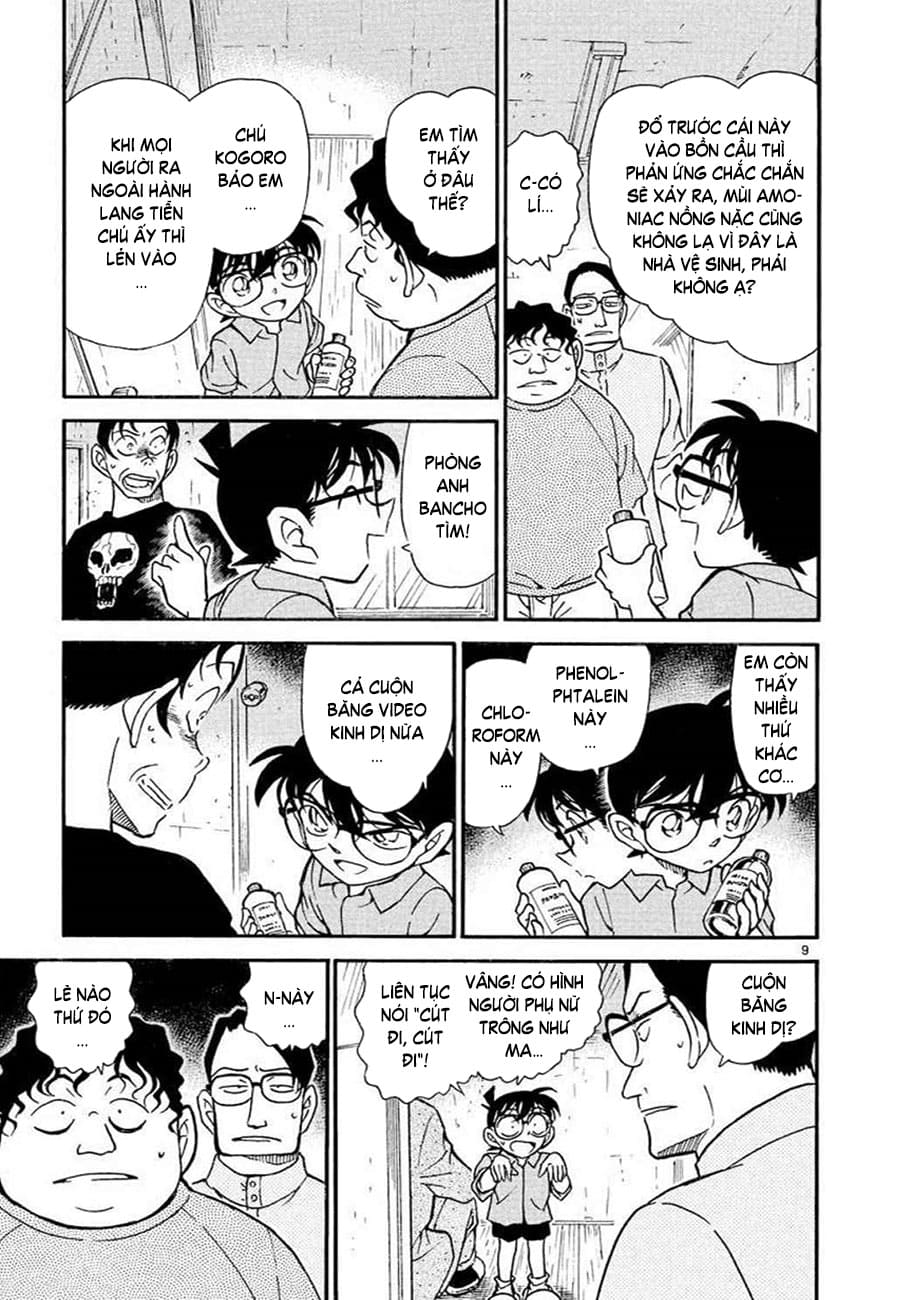 ĐỔ TRƯỚC CÁI NÀY
VÀO BỒN CẦU THÌ
PHẢN ỨNG CHẮC CHẮN
SẼ XẢY RA, MÙI AMO-
NIAC NỒNG NẶC CŨNG
KHÔNG LẠ VÌ ĐÂY LÀ
NHÀ VỆ SINH, PHẢI
KHÔNG Ạ?
C-CÓ
LÍ...
EM TÌM
THẤY
Ở ĐÂU
THẾ?
CHÚ
KOGORO
BẢO EM
...
KHI MỌI
NGƯỜI RA
NGOÀI HÀNH
LANG TIỄN
CHÚ ẤY THÌ
LÉN VÀO
...
PHÒNG
ANH
BANCHO
TÌM!
EM CÒN
THẤY
NHIỀU
THỨ
KHÁC
CƠ...
PHENOL-
PHTALEIN
NÀY
...
CHLO-
ROFORM
NÀY
...
CẢ CUỘN
BĂNG VIDEO
KINH DỊ NỮA
...
9
CUỘN
BĂNG
KINH DỊ?
VÂNG! CÓ HÌNH
NGƯỜI PHỤ NỮ
TRÔNG NHƯ
MA...
LIÊN TỤC
NÓI "CÚT
ĐI, CÚT
ĐI"!
N-NÀY
...
LẼ NÀO
THỨ ĐÓ
...